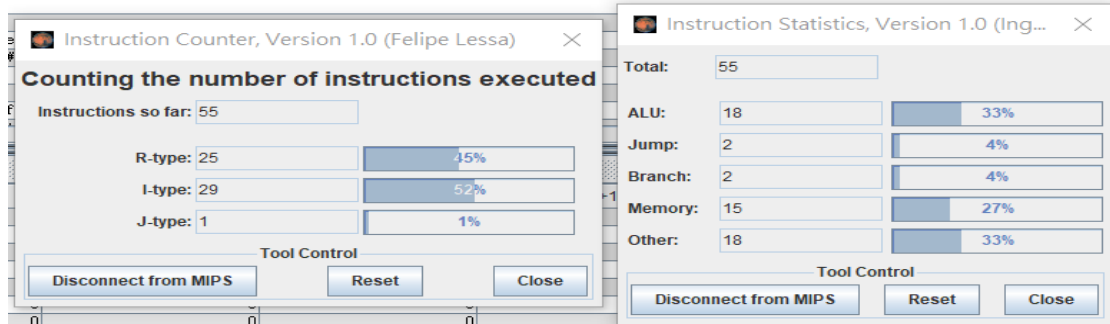 Instruction Counter, Version 1.0 (Felipe Lessa)
Counting the number of instructions executed
Instructions so far: 55
R-type: 25 45%
I-type: 29 52%
J-type: 1 1%
Tool Control
Disconnect from MIPS Reset Close
Instruction Statistics, Version 1.0 (Ing...
Total: 55
ALU: 18 33%
Jump: 2 4%
Branch: 2 4%
Memory: 15 27%
Other: 18 33%
Tool Control
Disconnect from MIPS Reset Close